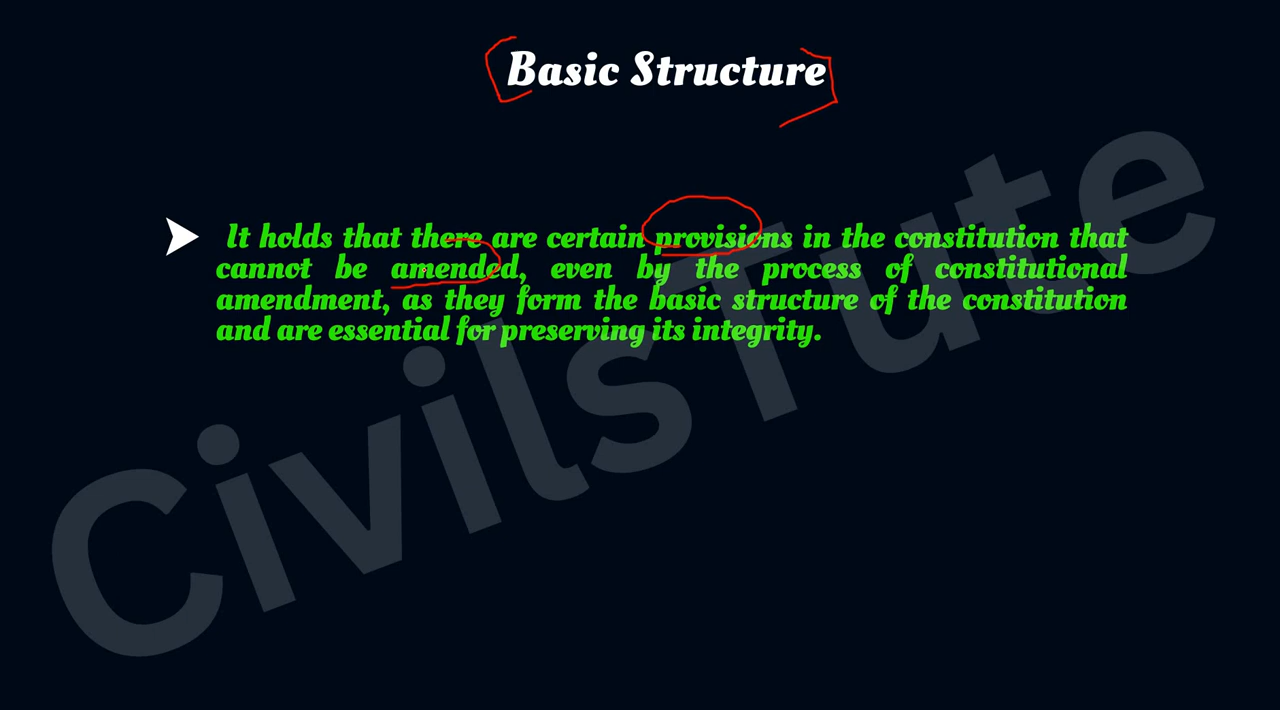 Basic Structure
It holds that there are certain provisions in the constitution that
cannot be amended, even by the process of constitutional
amendment, as they form the basic structure of the constitution
and are essential for preserving its integrity.
CivilsTute